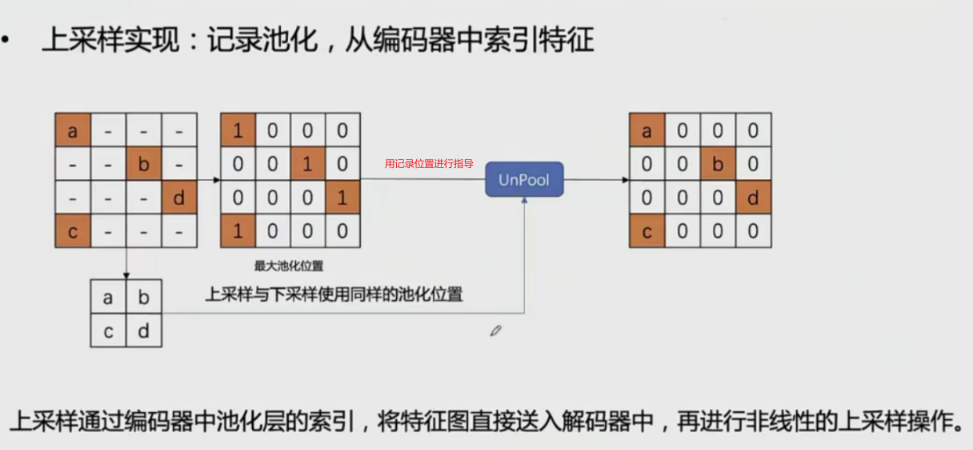 • 上采样实现：记录池化，从编码器中索引特征
a - - -
- - b -
- - - d
c - - -
1 0 0 0
0 0 1 0
0 0 0 1
1 0 0 0
用记录位置进行指导
UnPool
a 0 0 0
0 0 b 0
0 0 0 d
c 0 0 0
最大池化位置
a b
c d
上采样与下采样使用同样的池化位置
上采样通过编码器中池化层的索引，将特征图直接送入解码器中，再进行非线性的上采样操作。